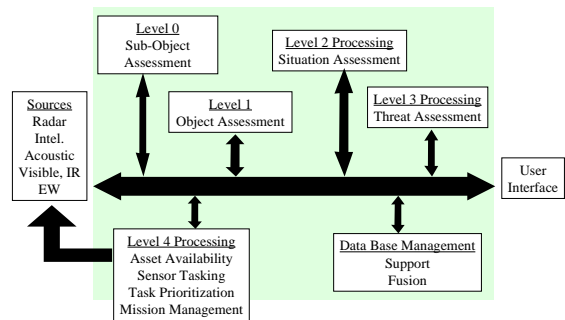 Level 0
Sub-Object
Assessment
Level 2 Processing
Situation Assessment
Level 1
Object Assessment
Level 3 Processing
Threat Assessment
Sources
Radar
Intel.
Acoustic
Visible, IR
EW
User
Interface
Level 4 Processing
Asset Availability
Sensor Tasking
Task Prioritization
Mission Management
Data Base Management
Support
Fusion